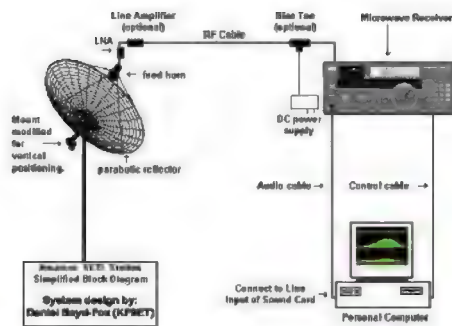 Line Amplifier
(optional)
Bias Tee
(optional)
Microwave Receiver
LNA
RF Cable
feed horn
DC power
supply
Mount
modified
for
vertical
positioning.
parabolic reflector
Audio cable
Control cable
Amateur SETI Station
Simplified Block Diagram
System design by:
Daniel Boyd-Fox
Connect to Line
Input of Sound Card
Personal Computer